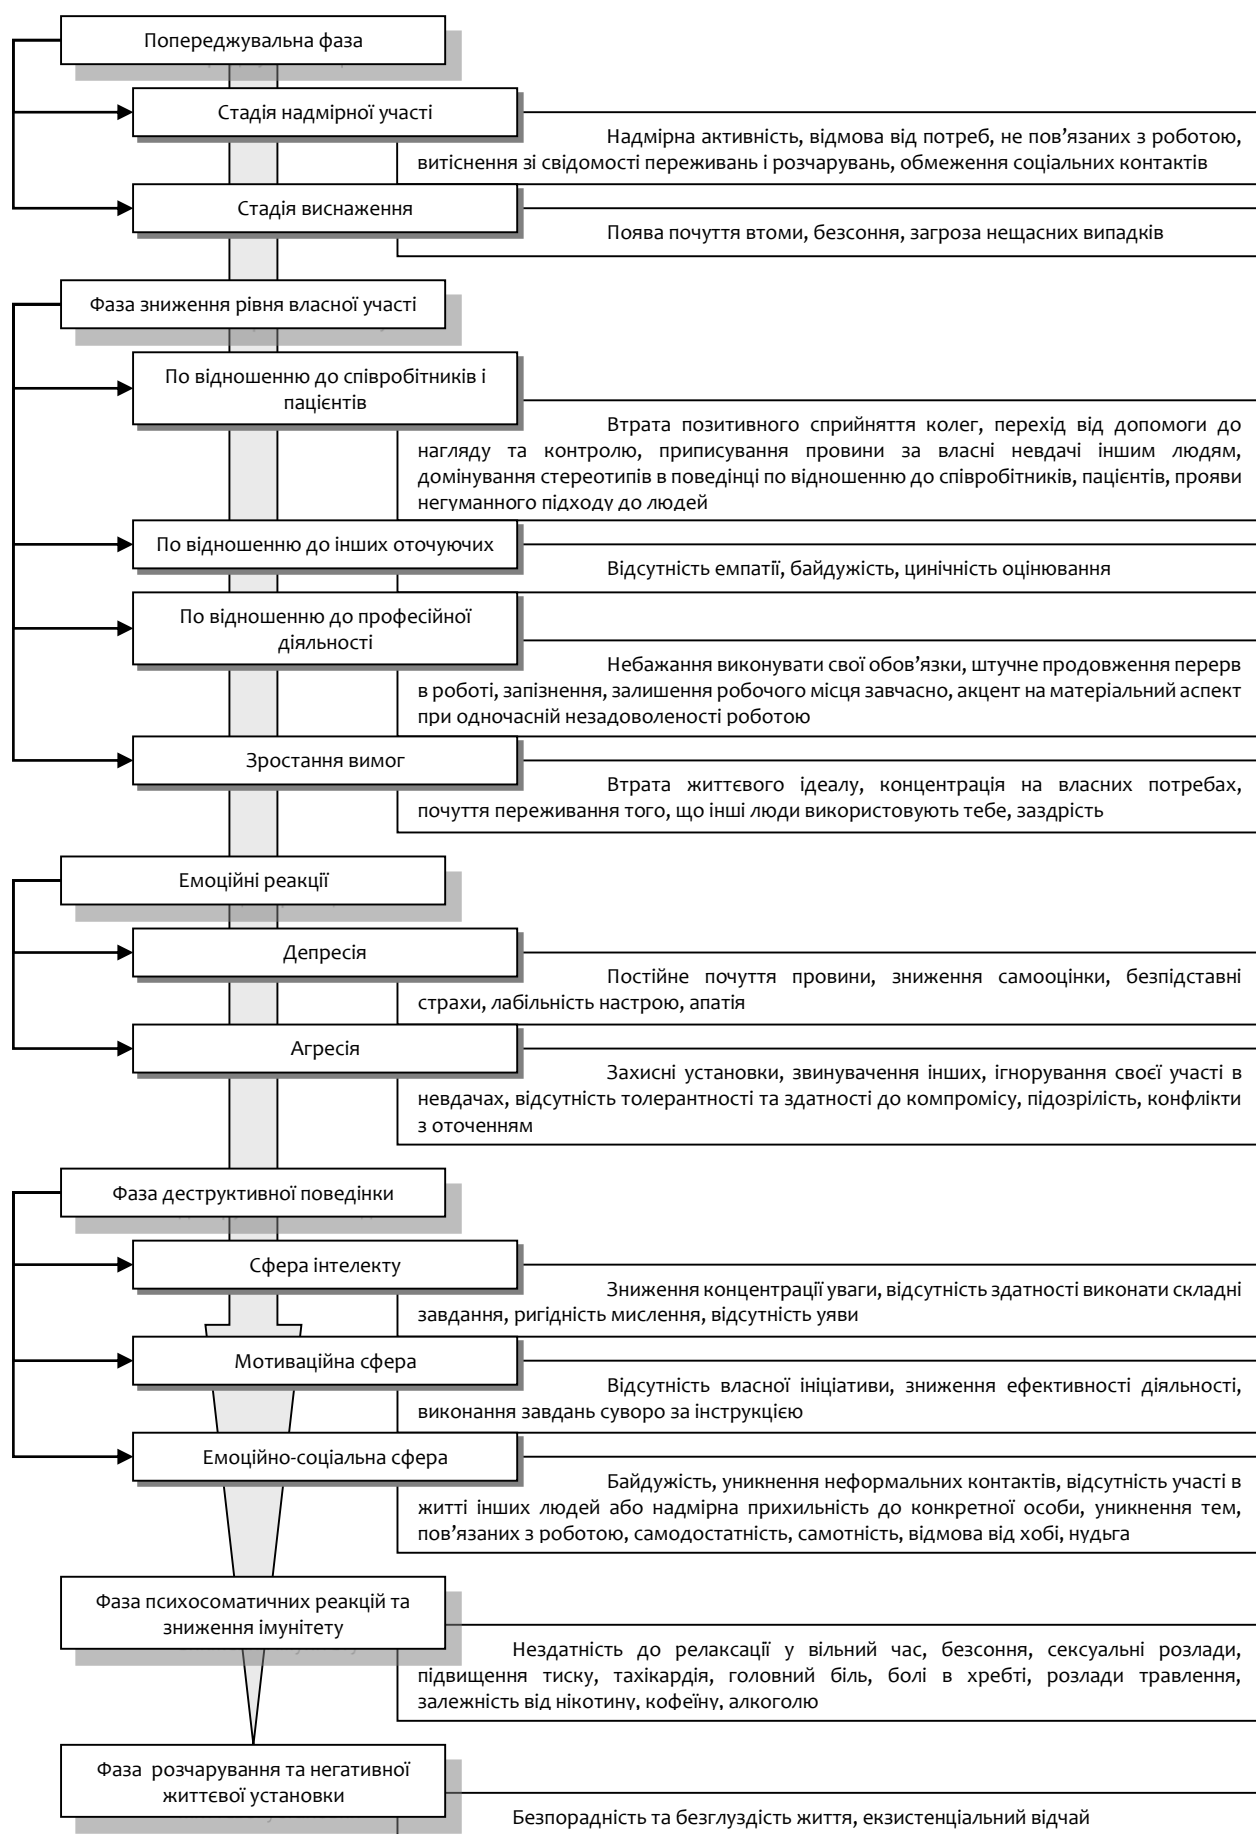 Попереджувальна фаза
Стадія надмірної участі
Надмірна активність, відмова від потреб, не пов’язаних з роботою,
витіснення зі свідомості переживань і розчарувань, обмеження соціальних контактів
Стадія виснаження
Поява почуття втоми, безсоння, загроза нещасних випадків
Фаза зниження рівня власної участі
По відношенню до співробітників і
пацієнтів
Втрата позитивного сприйняття колег, перехід від допомоги до
нагляду та контролю, приписування провини за власні невдачі іншим людям,
домінування стереотипів в поведінці по відношенню до співробітників, пацієнтів, прояви
негуманного підходу до людей
По відношенню до інших оточуючих
Відсутність емпатії, байдужість, цинічність оцінювання
По відношенню до професійної
діяльності
Небажання виконувати свої обов’язки, штучне продовження перерв
в роботі, запізнення, залишення робочого місця завчасно, акцент на матеріальний аспект
при одночасній незадоволеності роботою
Зростання вимог
Втрата життєвого ідеалу, концентрація на власних потребах,
почуття переживання того, що інші люди використовують тебе, заздрість
Емоційні реакції
Депресія
Постійне почуття провини, зниження самооцінки, безпідставні
страхи, лабільність настрою, апатія
Агресія
Захисні установки, звинувачення інших, ігнорування своєї участі в
невдачах, відсутність толерантності та здатності до компромісу, підозрілість, конфлікти
з оточенням
Фаза деструктивної поведінки
Сфера інтелекту
Зниження концентрації уваги, відсутність здатності виконати складні
завдання, ригідність мислення, відсутність уяви
Мотиваційна сфера
Відсутність власної ініціативи, зниження ефективності діяльності,
виконання завдань суворо за інструкцією
Емоційно-соціальна сфера
Байдужість, уникнення неформальних контактів, відсутність участі в
житті інших людей або надмірна прихильність до конкретної особи, уникнення тем,
пов’язаних з роботою, самодостатність, самотність, відмова від хобі, нудьга
Фаза психосоматичних реакцій та
зниження імунітету
Нездатність до релаксації у вільний час, безсоння, сексуальні розлади,
підвищення тиску, тахікардія, головний біль, болі в хребті, розлади травлення,
залежність від нікотину, кофеїну, алкоголю
Фаза розчарування та негативної
життєвої установки
Безпорадність та безглуздість життя, екзистенціальний відчай